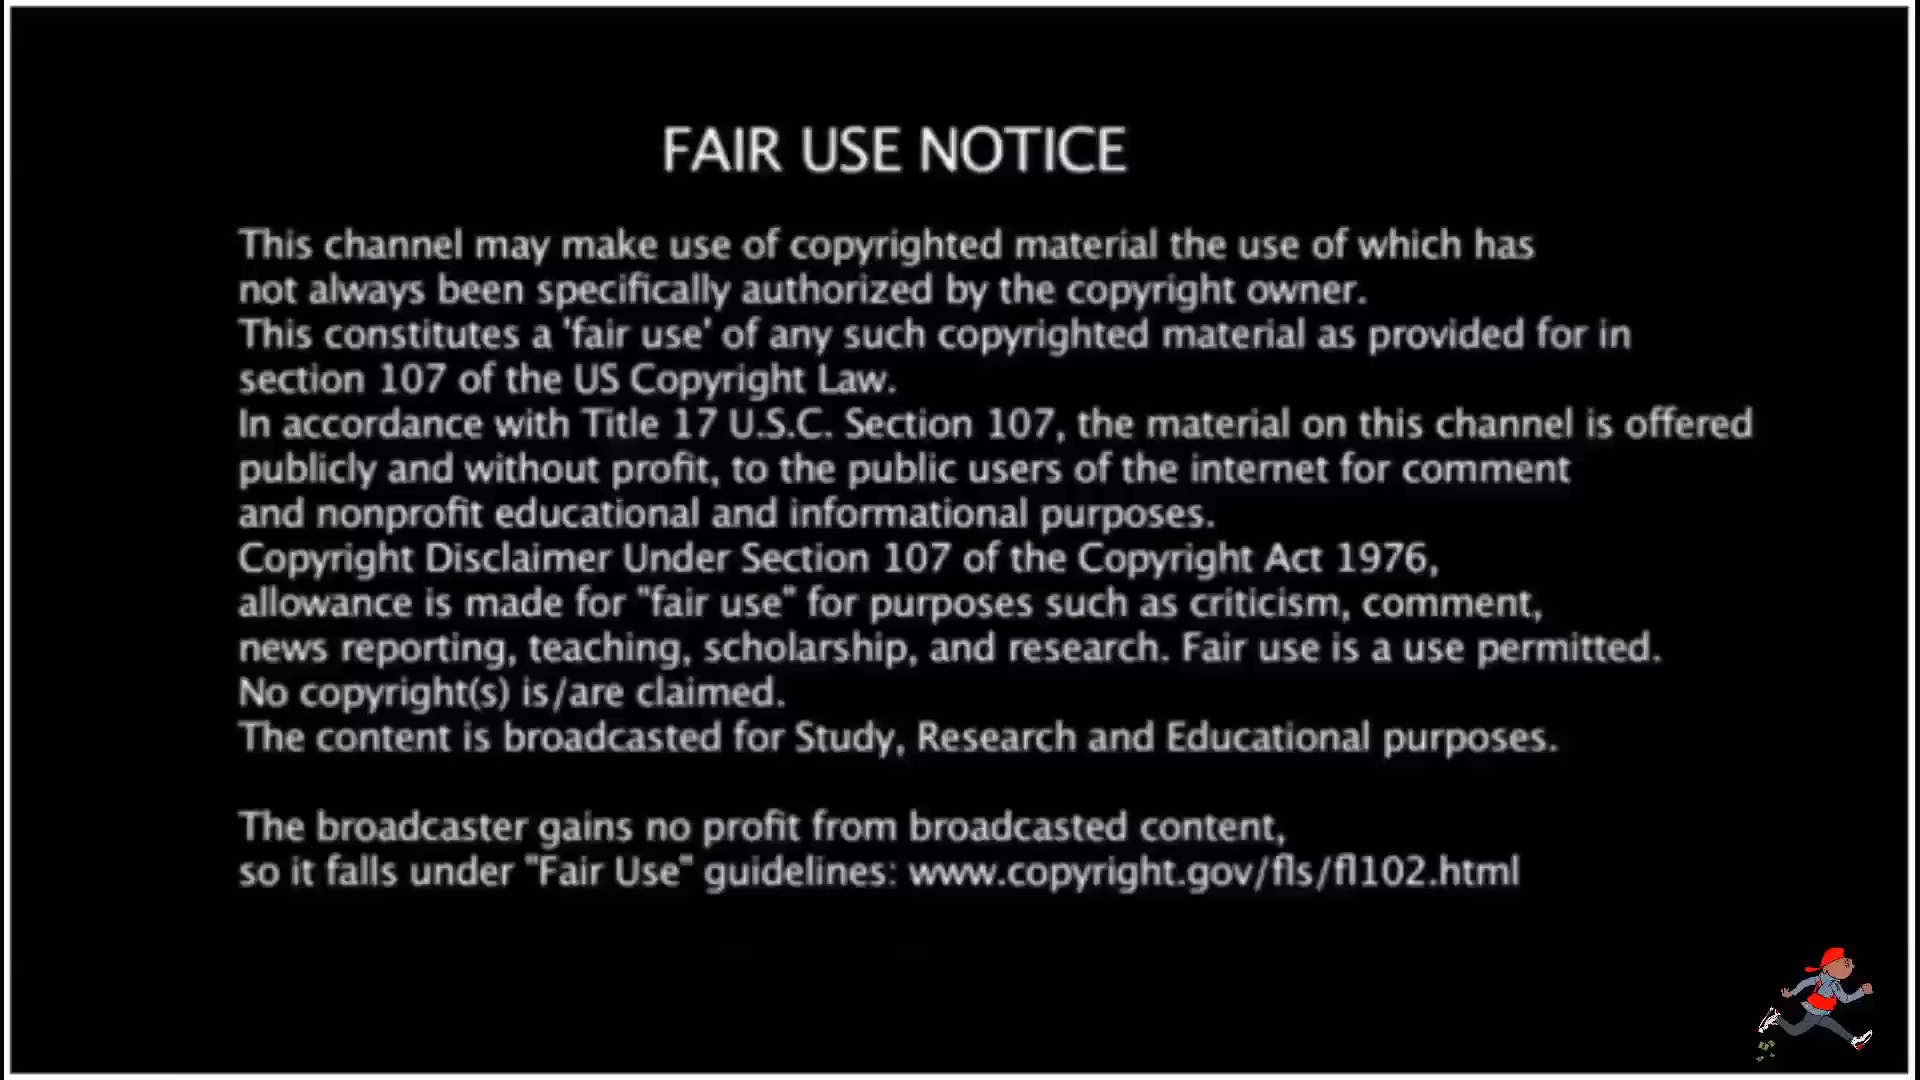 FAIR USE NOTICE
This channel may make use of copyrighted material the use of which has
not always been specifically authorized by the copyright owner.
This constitutes a 'fair use' of any such copyrighted material as provided for in
section 107 of the US Copyright Law.
In accordance with Title 17 U.S.C. Section 107, the material on this channel is offered
publicly and without profit, to the public users of the internet for comment
and nonprofit educational and informational purposes.
Copyright Disclaimer Under Section 107 of the Copyright Act 1976,
allowance is made for "fair use" for purposes such as criticism, comment,
news reporting, teaching, scholarship, and research. Fair use is a use permitted.
No copyright(s) is/are claimed.
The content is broadcasted for Study, Research and Educational purposes.
The broadcaster gains no profit from broadcasted content,
so it falls under "Fair Use" guidelines: www.copyright.gov/fls/fl102.html